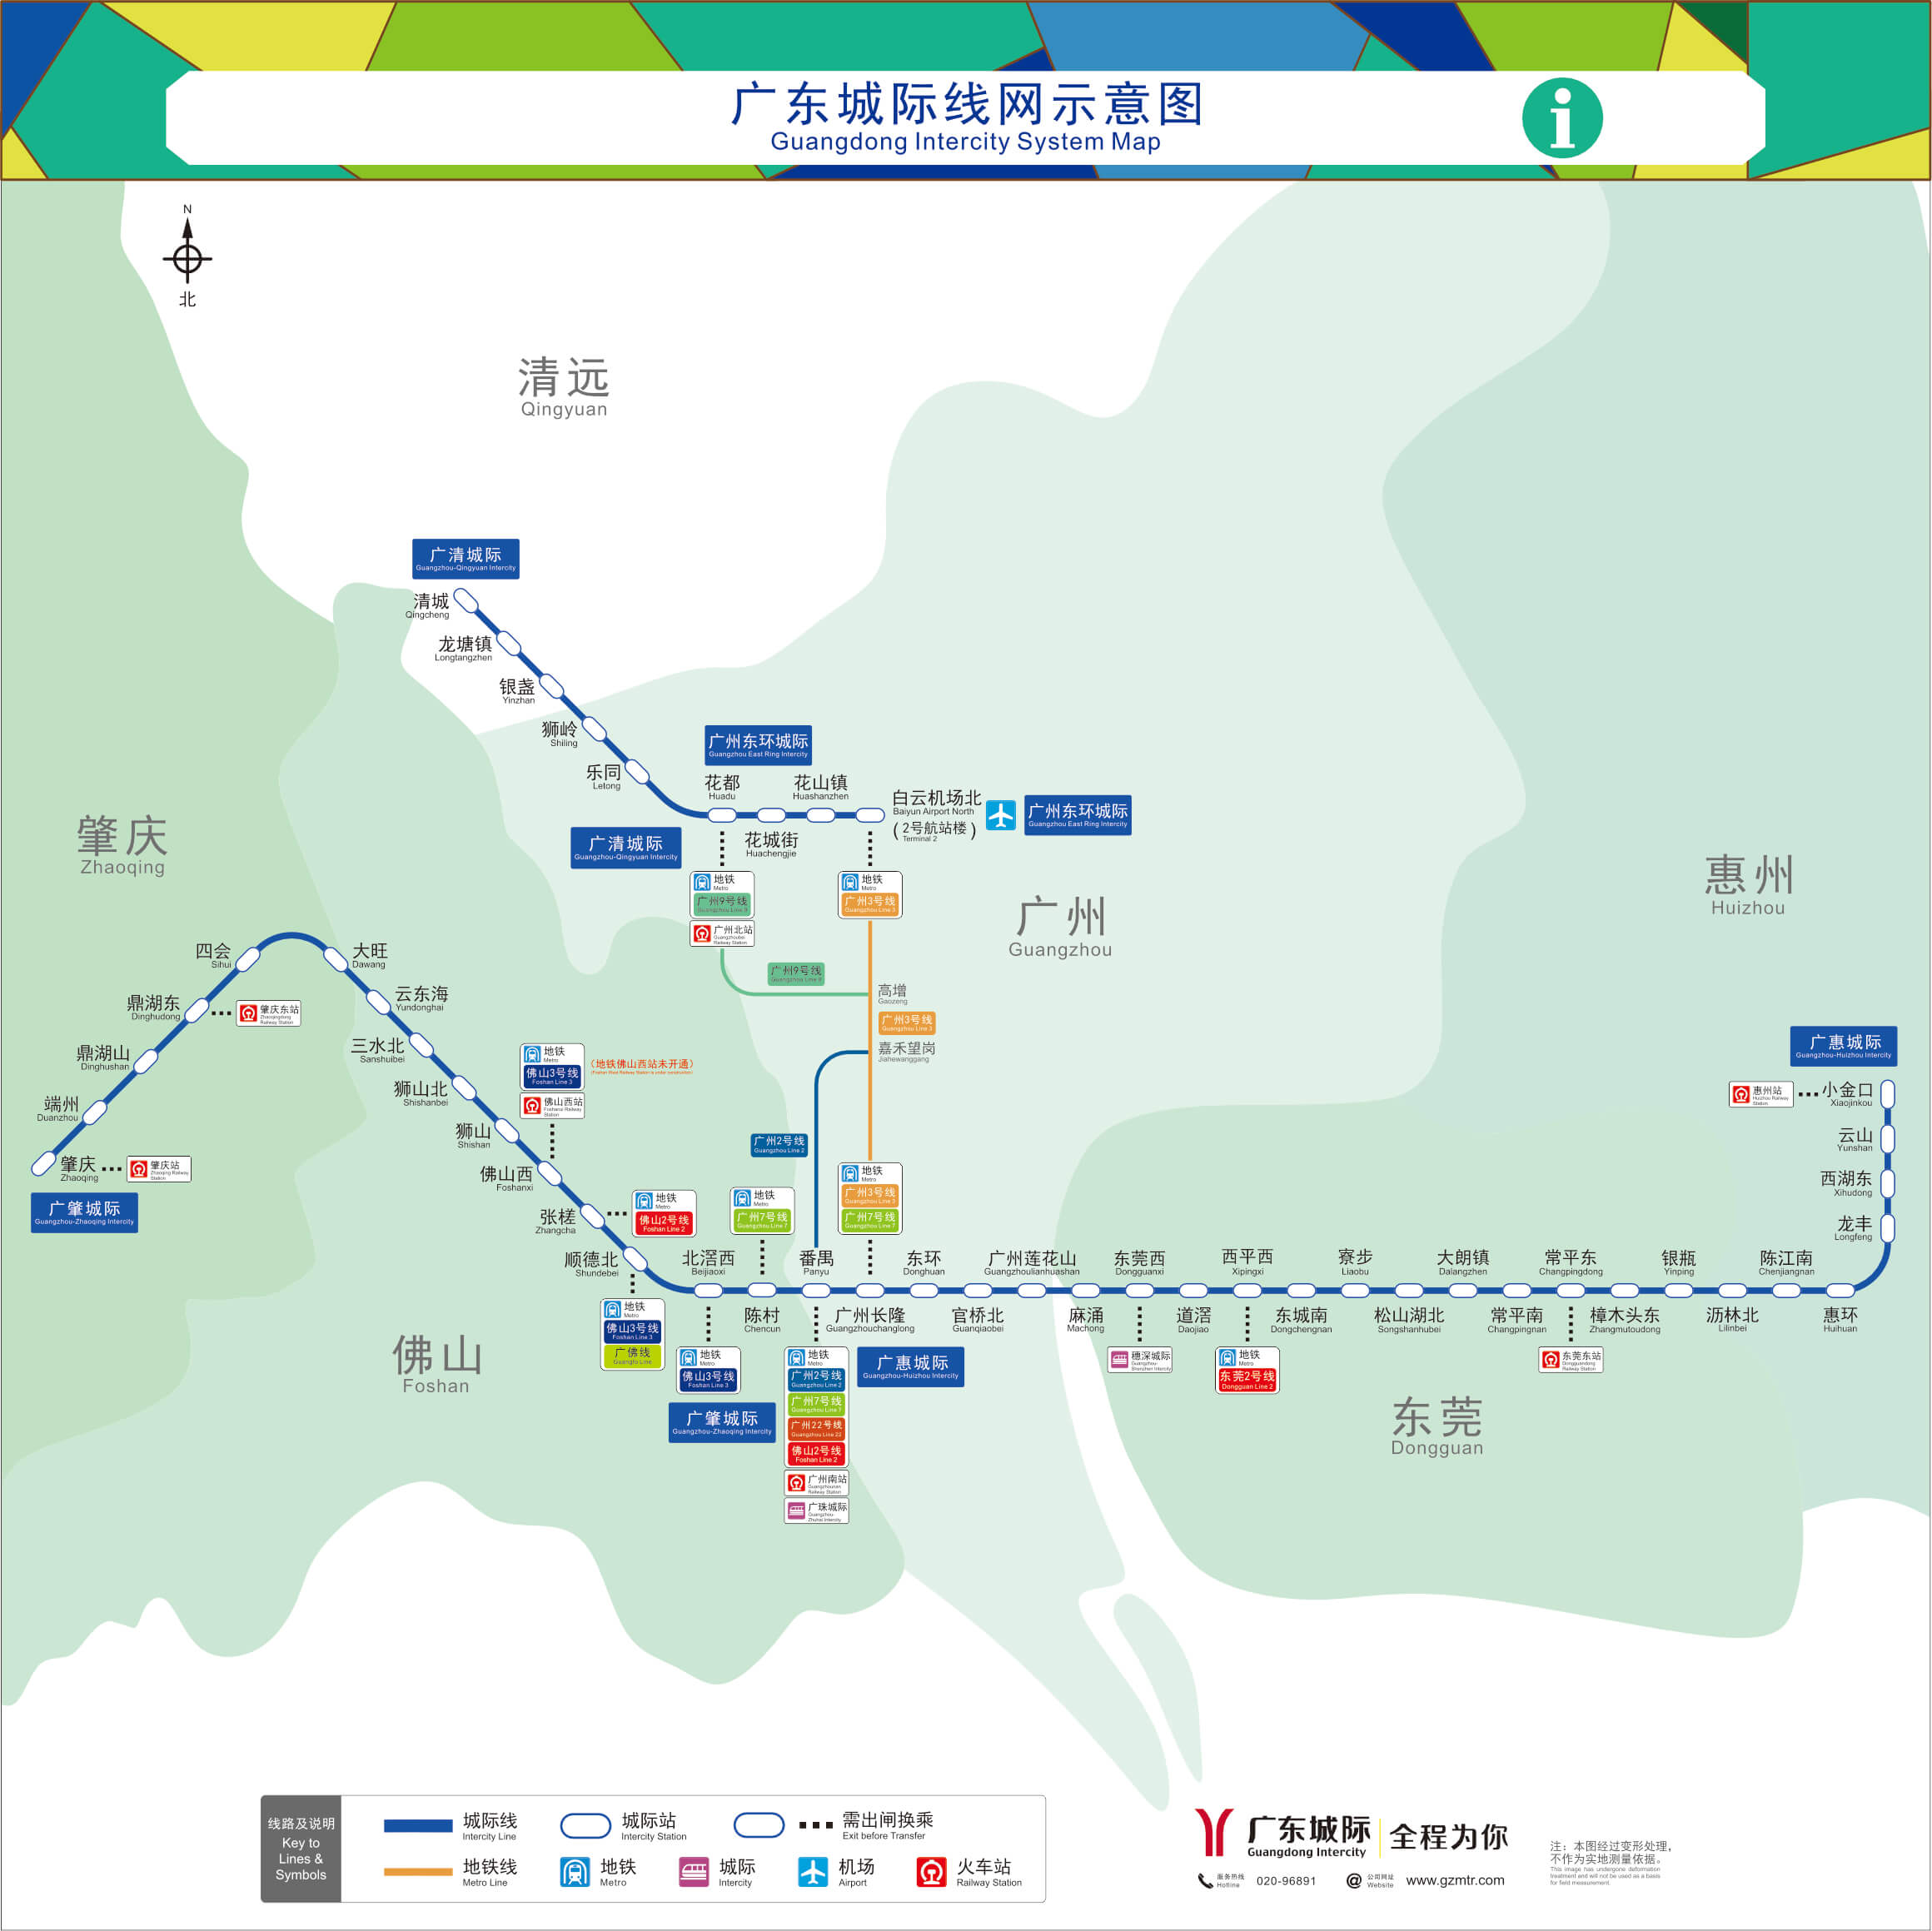 广东城际线网示意图
Guangdong Intercity System Map
N
北
清远
Qingyuan
广清城际
Guangzhou-Qingyuan Intercity
清城
Qingcheng
龙塘镇
Longtangzhen
银盏
Yinzhan
狮岭
Shiling
乐同
Letong
广州东环城际
Guangzhou East Ring Intercity
花都
Huadu
花山镇
Huashanzhen
白云机场北
Baiyun Airport North
(2号航站楼)
Terminal 2
广州东环城际
Guangzhou East Ring Intercity
广清城际
Guangzhou-Qingyuan Intercity
花城街
Huachengjie
地铁
Metro
广州9号线
Guangzhou Line 9
广州北站
Guangzhoubei
Railway Station
地铁
Metro
广州3号线
Guangzhou Line 3
肇庆
Zhaoqing
广州
Guangzhou
惠州
Huizhou
广州9号线
Guangzhou Line 9
高增
Gaozeng
广州3号线
Guangzhou Line 3
嘉禾望岗
Jiahewanggang
广州2号线
Guangzhou Line 2
四会
Sihui
大旺
Dawang
鼎湖东
Dinghudong
肇庆东站
Zhaoqingdong
Railway Station
云东海
Yundonghai
鼎湖山
Dinghushan
三水北
Sanshuibei
端州
Duanzhou
狮山北
Shishanbei
肇庆
Zhaoqing
肇庆站
Zhaoqing Railway
Station
广肇城际
Guangzhou-Zhaoqing Intercity
狮山
Shishan
地铁
Metro
佛山3号线
Foshan Line 3
(地铁佛山西站未开通)
佛山西站
Foshanxi Railway
Station
佛山西
Foshanxi
张槎
Zhangcha
地铁
Metro
佛山2号线
Foshan Line 2
顺德北
Shundebei
地铁
Metro
佛山3号线
Foshan Line 3
广佛线
Guangfo Line
北滘西
Beijiaoxi
地铁
Metro
佛山3号线
Foshan Line 3
广肇城际
Guangzhou-Zhaoqing Intercity
地铁
Metro
广州7号线
Guangzhou Line 7
陈村
Chencun
番禺
Panyu
地铁
Metro
广州2号线
Guangzhou Line 2
广州7号线
Guangzhou Line 7
广州22号线
Guangzhou Line 22
佛山2号线
Foshan Line 2
广州南站
Guangzhounan
Railway Station
广珠城际
Guangzhou-
Zhuhai Intercity
广惠城际
Guangzhou-Huizhou Intercity
地铁
Metro
广州3号线
Guangzhou Line 3
广州7号线
Guangzhou Line 7
广州长隆
Guangzhouchanglong
东环
Donghuan
官桥北
Guanqiaobei
广州莲花山
Guangzhoulianhuashan
麻涌
Machong
东莞西
Dongguanxi
穗深城际
Guangzhou-
Shenzhen Intercity
道滘
Daojiao
西平西
Xipingxi
地铁
Metro
东莞2号线
Dongguan Line 2
东城南
Dongchengnan
寮步
Liaobu
松山湖北
Songshanhubei
大朗镇
Dalangzhen
常平南
Changpingnan
常平东
Changpingdong
东莞东站
Dongguandong
Railway Station
樟木头东
Zhangmutoudong
银瓶
Yinping
沥林北
Lilinbei
陈江南
Chenjiangnan
惠环
Huihuan
龙丰
Longfeng
西湖东
Xihudong
云山
Yunshan
小金口
Xiaojinkou
惠州站
Huizhou Railway
Station
广惠城际
Guangzhou-Huizhou Intercity
佛山
Foshan
东莞
Dongguan
线路及说明
Key to
Lines &
Symbols
城际线
Intercity Line
城际站
Intercity Station
需出闸换乘
Exit before Transfer
地铁线
Metro Line
地铁
Metro
城际
Intercity
机场
Airport
火车站
Railway Station
广东城际
Guangdong Intercity
全程为你
服务热线
Hotline
020-96891
公司网址
Website
www.gzmtr.com
注：本图经过变形处理，
不作为实地测量依据。
This image has undergone deformation
treatment and will not be used as a basis
for field measurement.